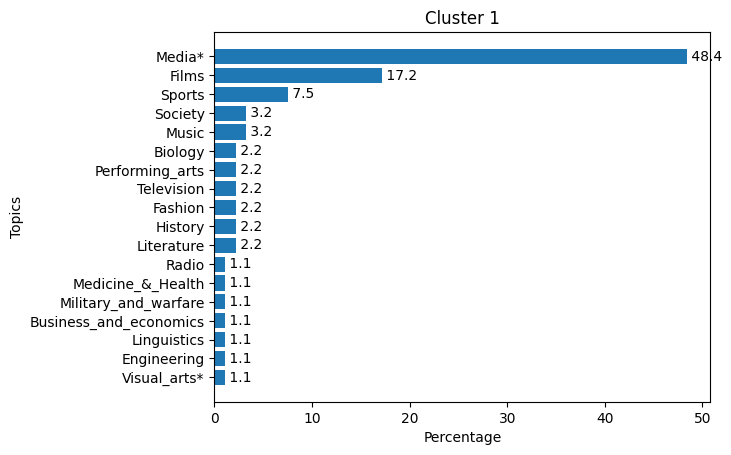 Cluster 1
Topics
Media* 48.4
Films 17.2
Sports 7.5
Society 3.2
Music 3.2
Biology 2.2
Performing_arts 2.2
Television 2.2
Fashion 2.2
History 2.2
Literature 2.2
Radio 1.1
Medicine_&_Health 1.1
Military_and_warfare 1.1
Business_and_economics 1.1
Linguistics 1.1
Engineering 1.1
Visual_arts* 1.1
0 10 20 30 40 50
Percentage